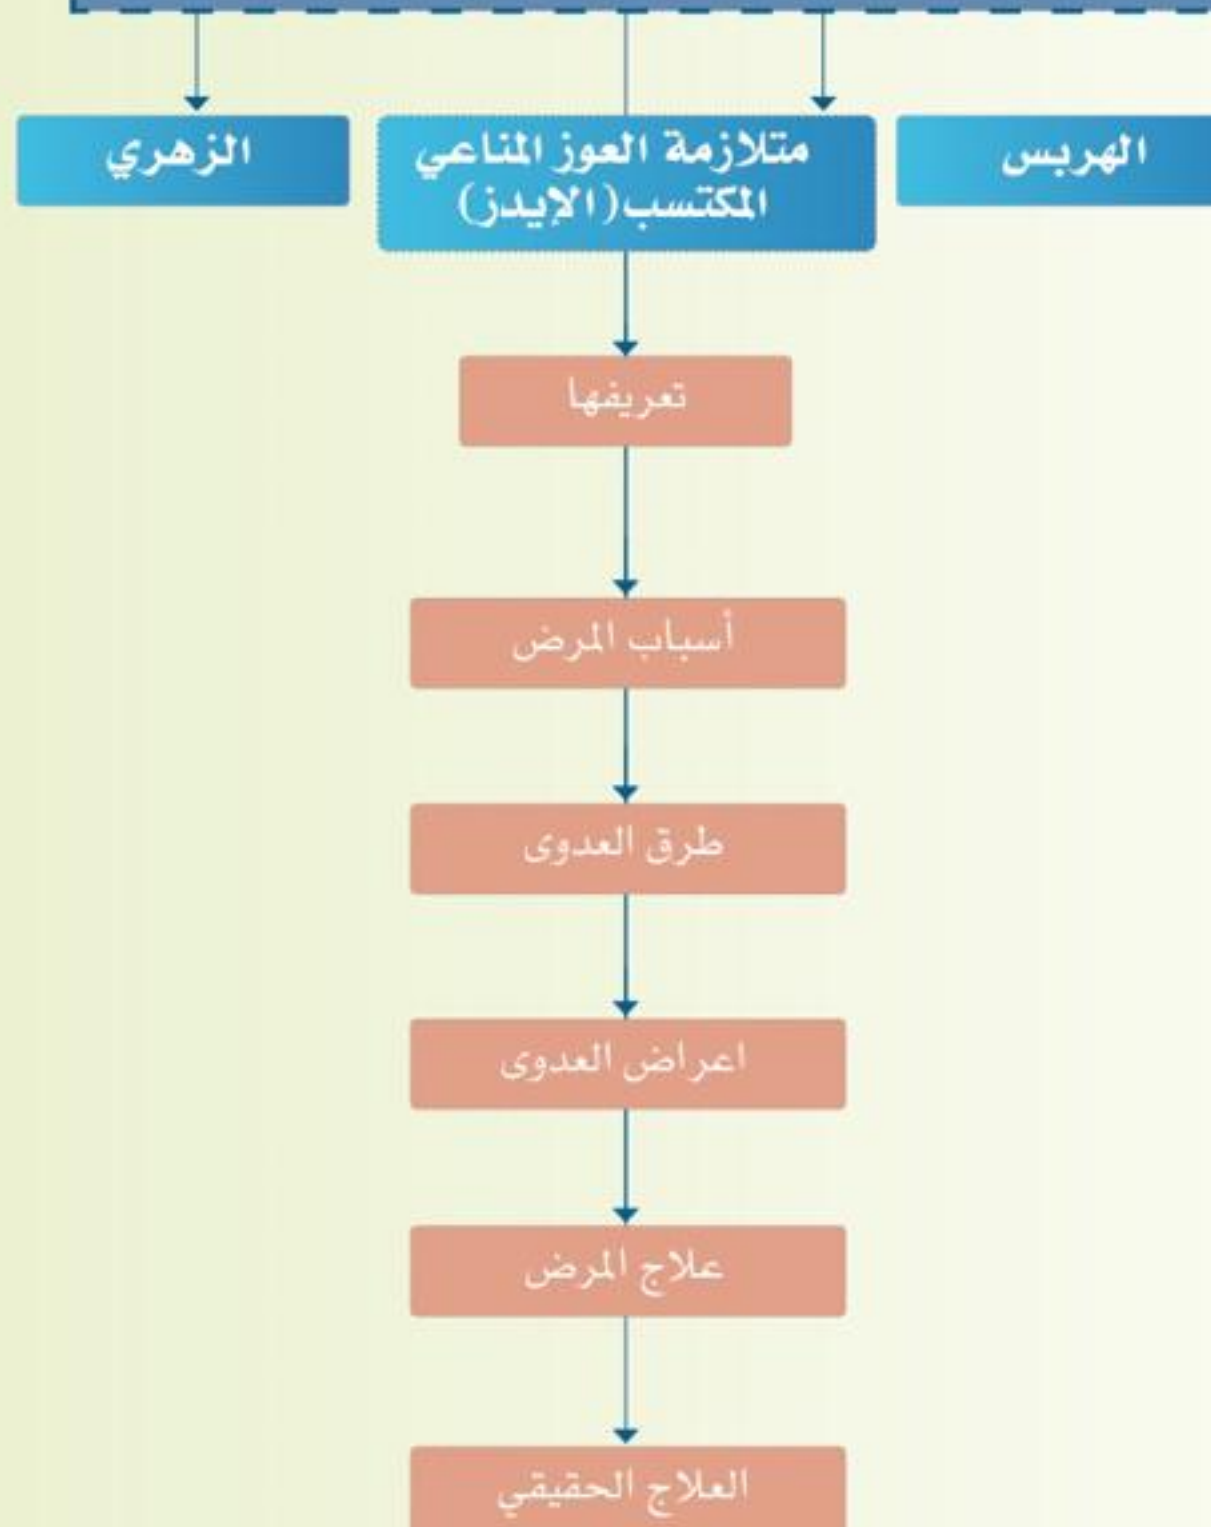 الهربس
متلازمة العوز المناعي
المكتسب(الإيدز)
الزهري
تعريفها
أسباب المرض
طرق العدوى
اعراض العدوى
علاج المرض
العلاج الحقيقي